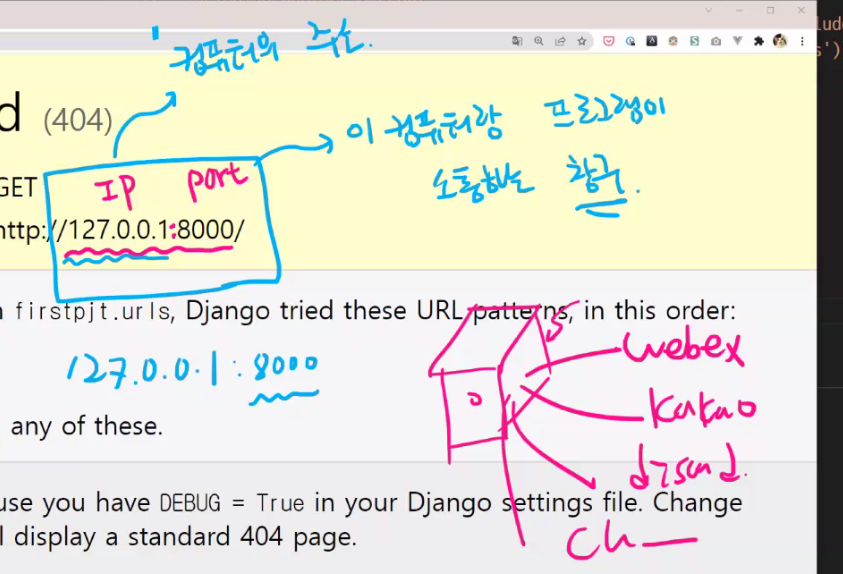 컴퓨터의 주소.
d (404)
이 컴퓨터랑 프로그램이
소통하는 창구.
GET
IP port
http://127.0.0.1:8000/
n firstpjt.urls, Django tried these URL patterns, in this order:
127.0.0.1:8000
webex
kakao
any of these.
discord.
use you have DEBUG = True in your Django settings file. Change
l display a standard 404 page.
ch